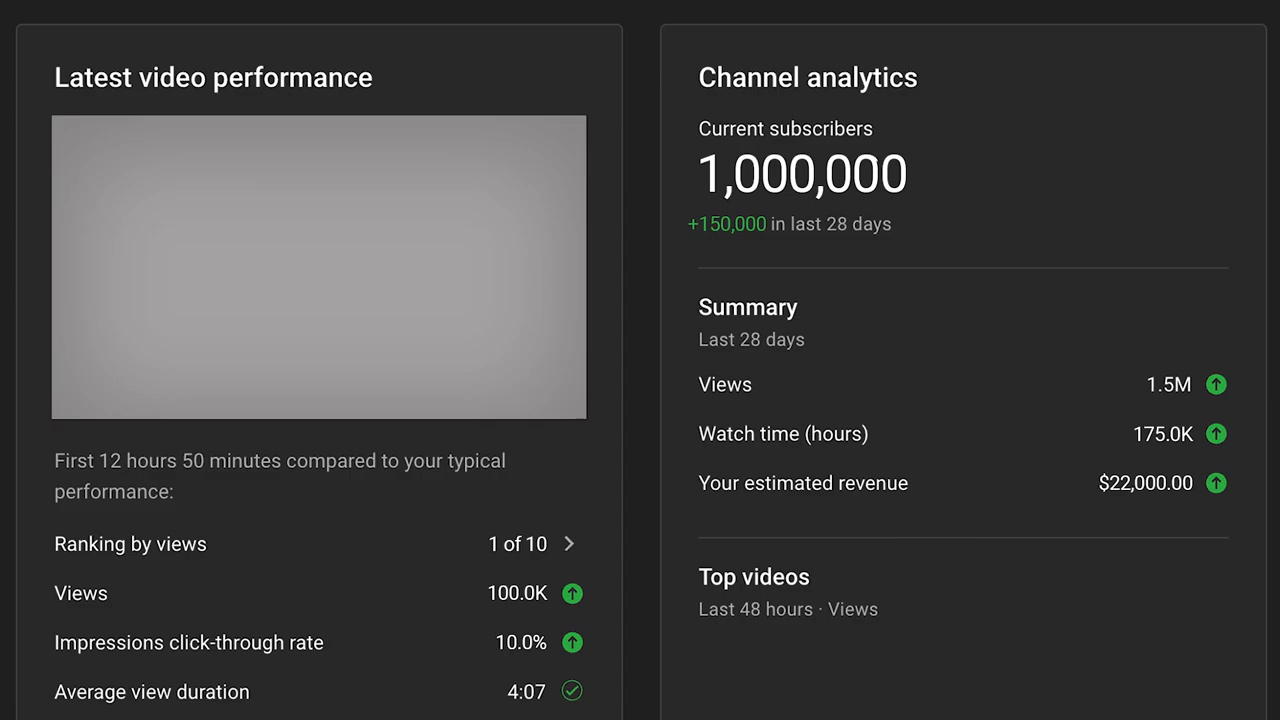 Latest video performance
First 12 hours 50 minutes compared to your typical
performance:
Ranking by views 1 of 10
Views 100.0K
Impressions click-through rate 10.0%
Average view duration 4:07
Channel analytics
Current subscribers
1,000,000
+150,000 in last 28 days
Summary
Last 28 days
Views 1.5M
Watch time (hours) 175.0K
Your estimated revenue $22,000.00
Top videos
Last 48 hours · Views